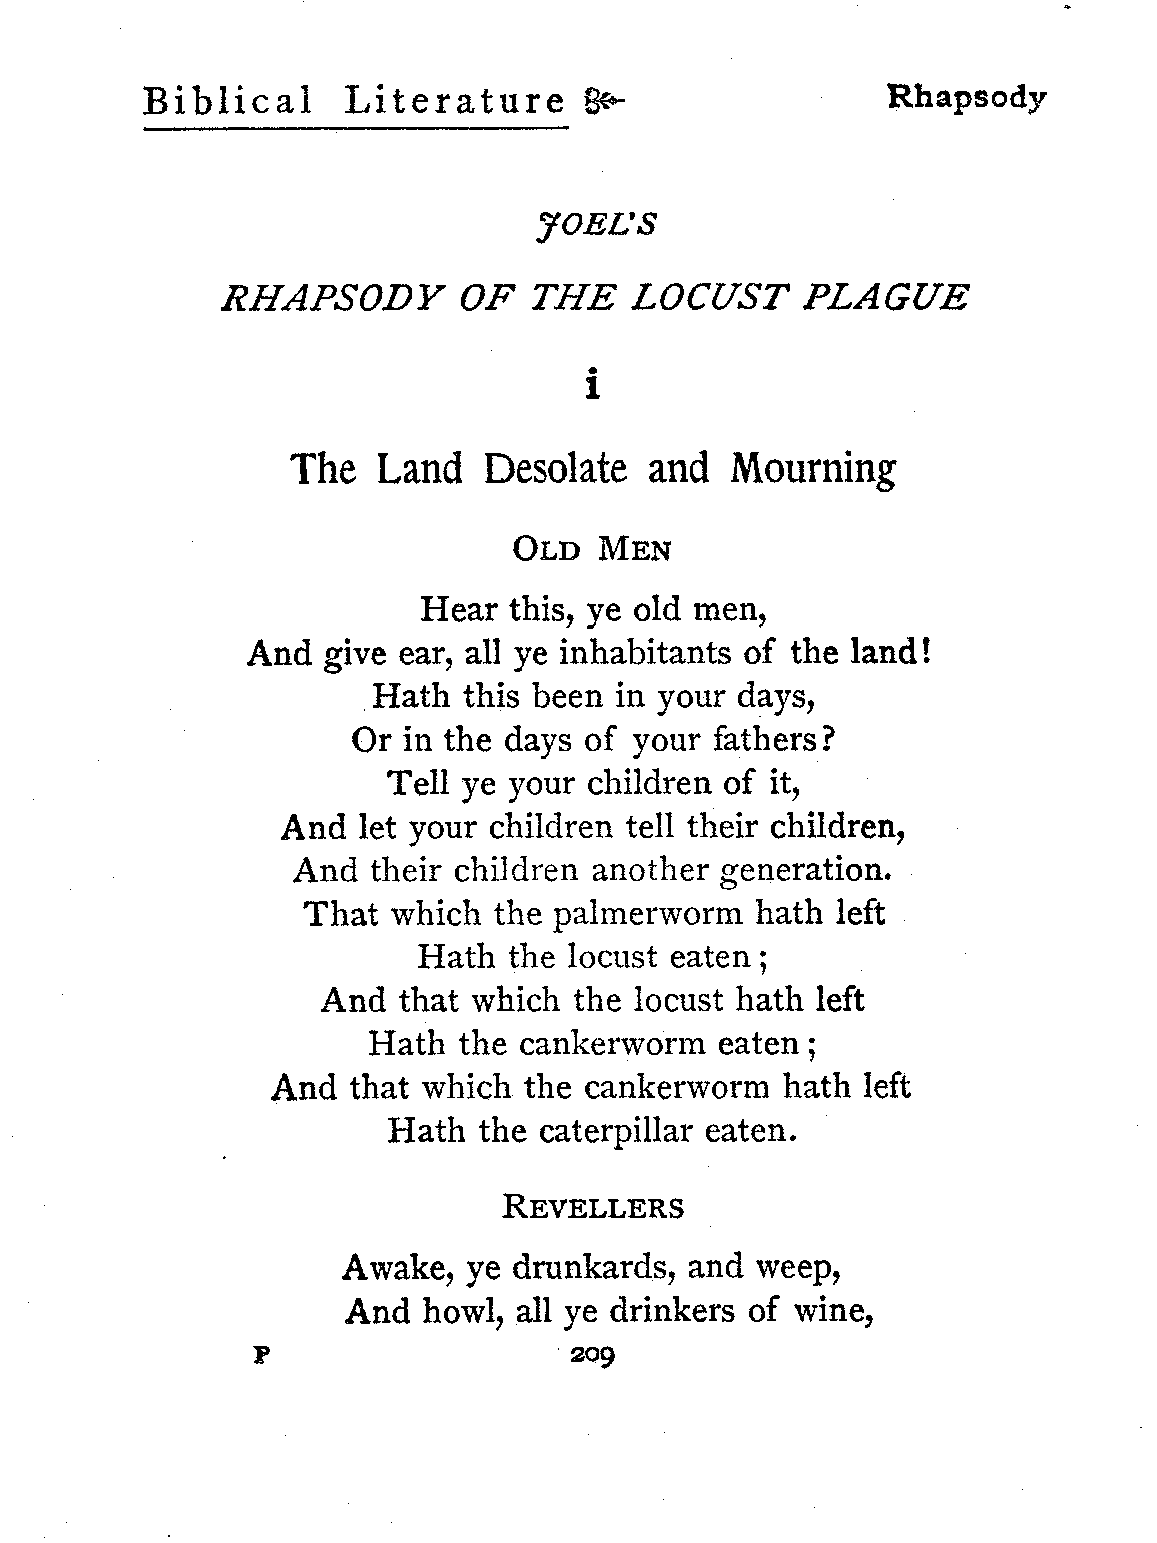 Biblical Literature Rhapsody
JOEL'S
RHAPSODY OF THE LOCUST PLAGUE
i
The Land Desolate and Mourning
OLD MEN
Hear this, ye old men,
And give ear, all ye inhabitants of the land!
Hath this been in your days,
Or in the days of your fathers?
Tell ye your children of it,
And let your children tell their children,
And their children another generation.
That which the palmerworm hath left
Hath the locust eaten;
And that which the locust hath left
Hath the cankerworm eaten;
And that which the cankerworm hath left
Hath the caterpillar eaten.
REVELLERS
Awake, ye drunkards, and weep,
And howl, all ye drinkers of wine,
P 209